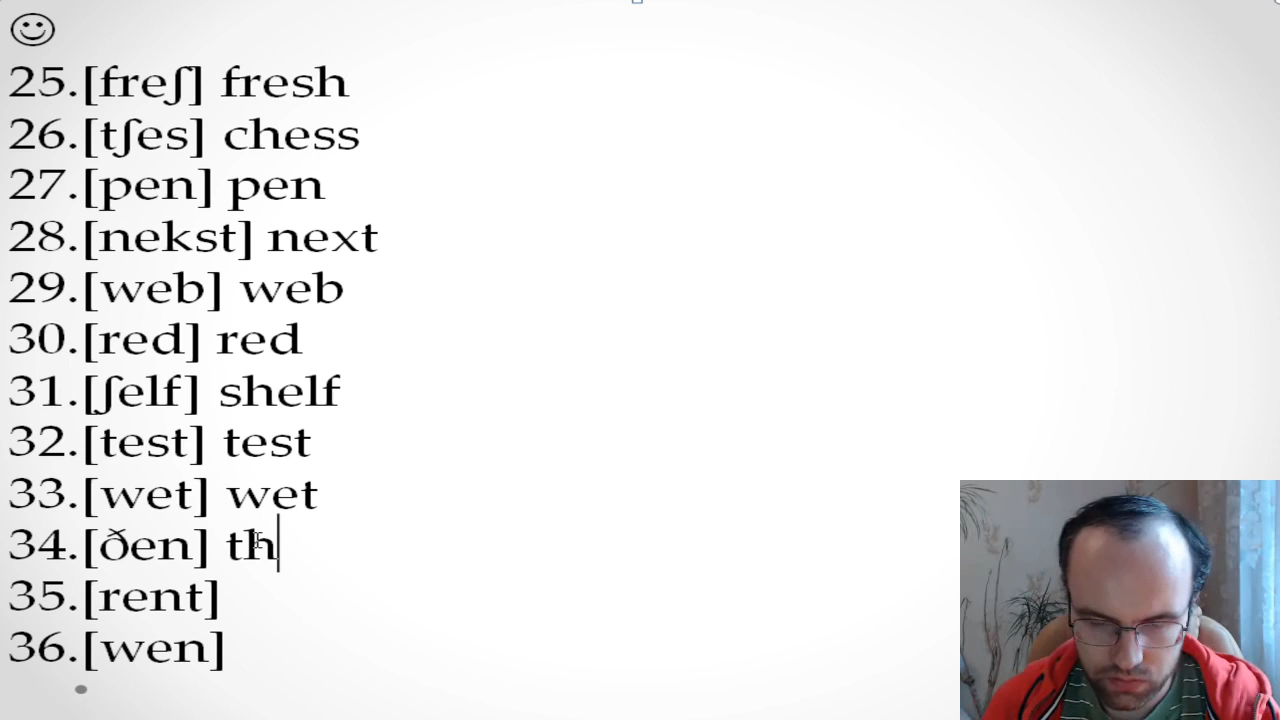 25.[freʃ] fresh
26.[tʃes] chess
27.[pen] pen
28.[nekst] next
29.[web] web
30.[red] red
31.[ʃelf] shelf
32.[test] test
33.[wet] wet
34.[ðen] th
35.[rent]
36.[wen]